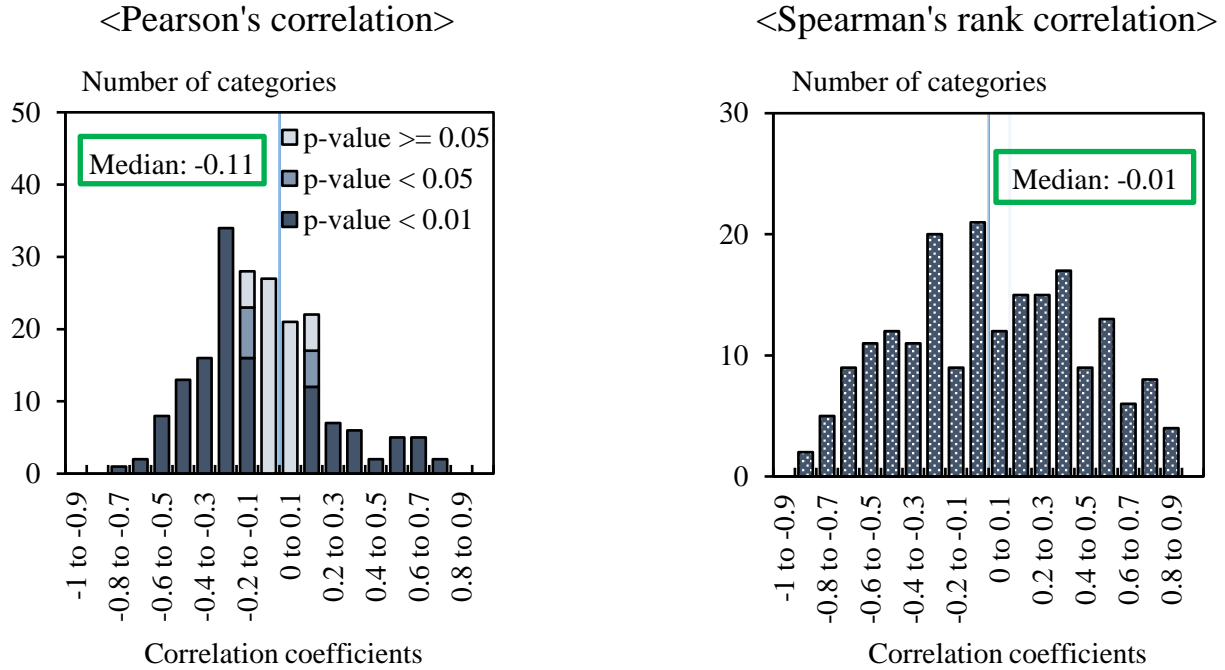 <Pearson's correlation>
Number of categories
50
40
30
20
10
0
Median: -0.11
p-value >= 0.05
p-value < 0.05
p-value < 0.01
-1 to -0.9
-0.8 to -0.7
-0.6 to -0.5
-0.4 to -0.3
-0.2 to -0.1
0 to 0.1
0.2 to 0.3
0.4 to 0.5
0.6 to 0.7
0.8 to 0.9
Correlation coefficients
<Spearman's rank correlation>
Number of categories
30
20
10
0
Median: -0.01
-1 to -0.9
-0.8 to -0.7
-0.6 to -0.5
-0.4 to -0.3
-0.2 to -0.1
0 to 0.1
0.2 to 0.3
0.4 to 0.5
0.6 to 0.7
0.8 to 0.9
Correlation coefficients